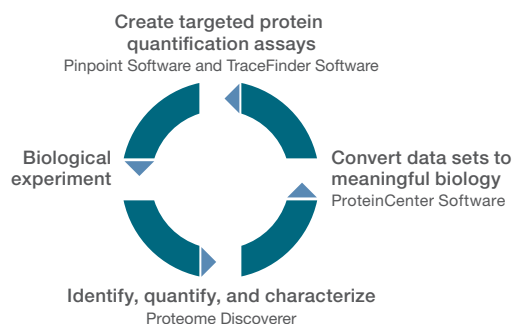 Create targeted protein
quantification assays
Pinpoint Software and TraceFinder Software
Biological
experiment
Convert data sets to
meaningful biology
ProteinCenter Software
Identify, quantify, and characterize
Proteome Discoverer